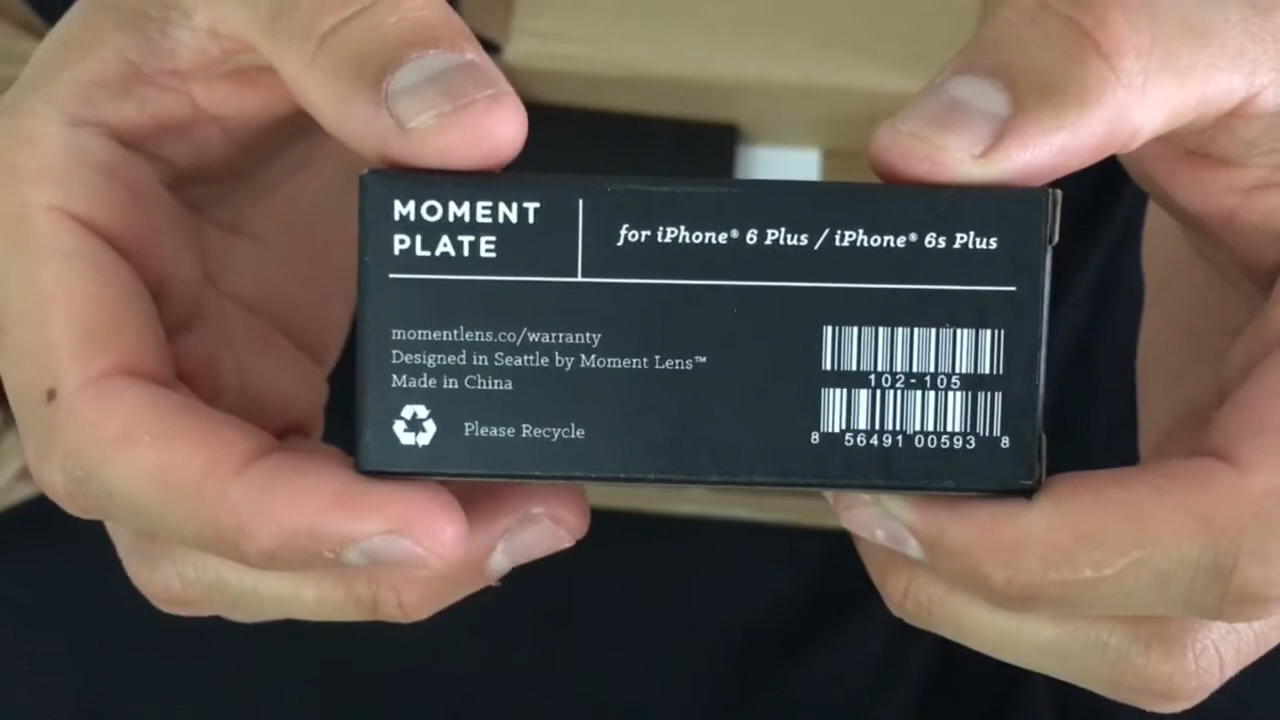 MOMENT
PLATE
for iPhone® 6 Plus / iPhone® 6s Plus
momentlens.co/warranty
Designed in Seattle by Moment Lens™
Made in China
Please Recycle
102-105
8 56491 00593 8